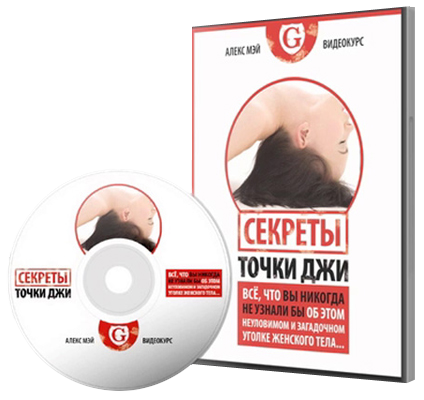 АЛЕКС МЭЙ G ВИДЕОКУРС
СЕКРЕТЫ
ТОЧКИ ДЖИ
ВСЁ, ЧТО ВЫ НИКОГДА
НЕ УЗНАЛИ БЫ ОБ ЭТОМ
НЕУЛОВИМОМ И ЗАГАДОЧНОМ
УГОЛКЕ ЖЕНСКОГО ТЕЛА...
СЕКРЕТЫ
ТОЧКИ ДЖИ
ВСЁ, ЧТО ВЫ НИКОГДА
НЕ УЗНАЛИ БЫ ОБ ЭТОМ
НЕУЛОВИМОМ И ЗАГАДОЧНОМ
УГОЛКЕ ЖЕНСКОГО ТЕЛА...
АЛЕКС МЭЙ G ВИДЕОКУРС